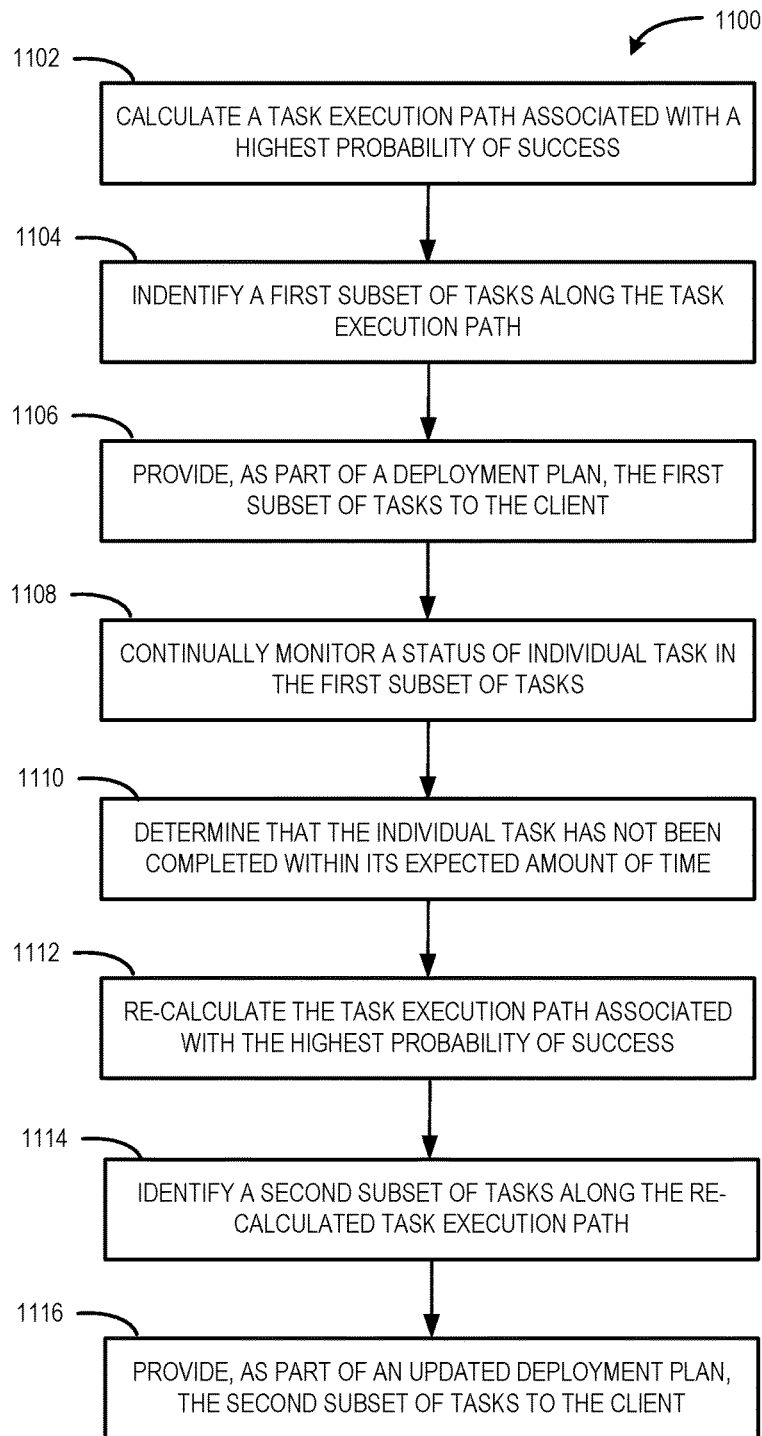 1100
1102
CALCULATE A TASK EXECUTION PATH ASSOCIATED WITH A
HIGHEST PROBABILITY OF SUCCESS
1104
INDENTIFY A FIRST SUBSET OF TASKS ALONG THE TASK
EXECUTION PATH
1106
PROVIDE, AS PART OF A DEPLOYMENT PLAN, THE FIRST
SUBSET OF TASKS TO THE CLIENT
1108
CONTINUALLY MONITOR A STATUS OF INDIVIDUAL TASK IN
THE FIRST SUBSET OF TASKS
1110
DETERMINE THAT THE INDIVIDUAL TASK HAS NOT BEEN
COMPLETED WITHIN ITS EXPECTED AMOUNT OF TIME
1112
RE-CALCULATE THE TASK EXECUTION PATH ASSOCIATED
WITH THE HIGHEST PROBABILITY OF SUCCESS
1114
IDENTIFY A SECOND SUBSET OF TASKS ALONG THE RE-
CALCULATED TASK EXECUTION PATH
1116
PROVIDE, AS PART OF AN UPDATED DEPLOYMENT PLAN,
THE SECOND SUBSET OF TASKS TO THE CLIENT